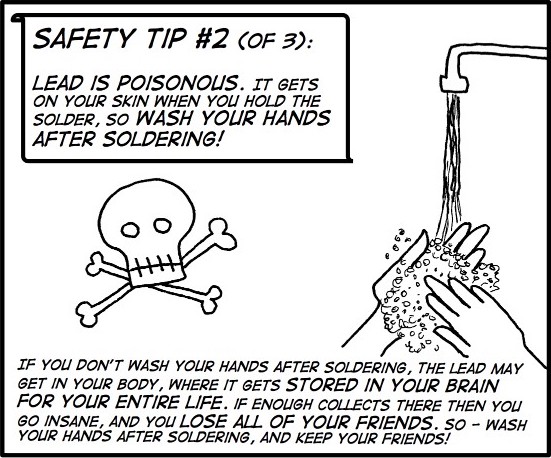 SAFETY TIP #2 (OF 3):
LEAD IS POISONOUS. IT GETS
ON YOUR SKIN WHEN YOU HOLD THE
SOLDER, SO WASH YOUR HANDS
AFTER SOLDERING!
IF YOU DON'T WASH YOUR HANDS AFTER SOLDERING, THE LEAD MAY
GET IN YOUR BODY, WHERE IT GETS STORED IN YOUR BRAIN
FOR YOUR ENTIRE LIFE. IF ENOUGH COLLECTS THERE THEN YOU
GO INSANE, AND YOU LOSE ALL OF YOUR FRIENDS. SO - WASH
YOUR HANDS AFTER SOLDERING, AND KEEP YOUR FRIENDS!